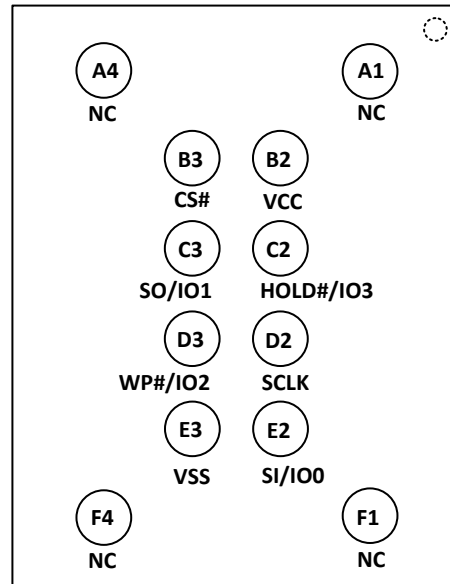 A4 A1
NC NC
B3 B2
CS# VCC
C3 C2
SO/IO1 HOLD#/IO3
D3 D2
WP#/IO2 SCLK
E3 E2
VSS SI/IO0
F4 F1
NC NC